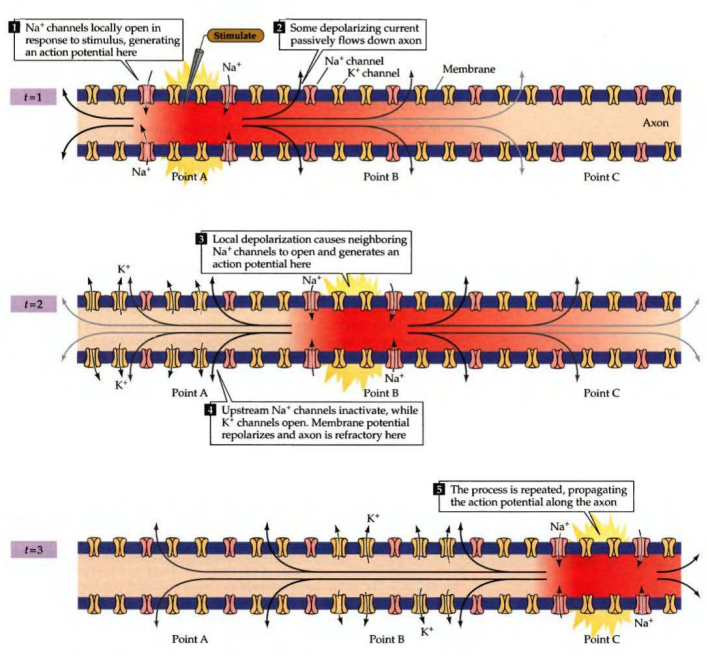 1 Na+ channels locally open in
response to stimulus, generating
an action potential here
Stimulate
2 Some depolarizing current
passively flows down axon
Na+
Na+ channel
K+ channel
Membrane
t=1
Axon
Na+
Point A
Point B
Point C
3 Local depolarization causes neighboring
Na+ channels to open and generates an
action potential here
K+
Na+
t=2
K+
Point A
Point B
Na+
Point C
4 Upstream Na+ channels inactivate, while
K+ channels open. Membrane potential
repolarizes and axon is refractory here
5 The process is repeated, propagating
the action potential along the axon
K+
Na+
t=3
Point A
Point B
K+
Point C
Na+